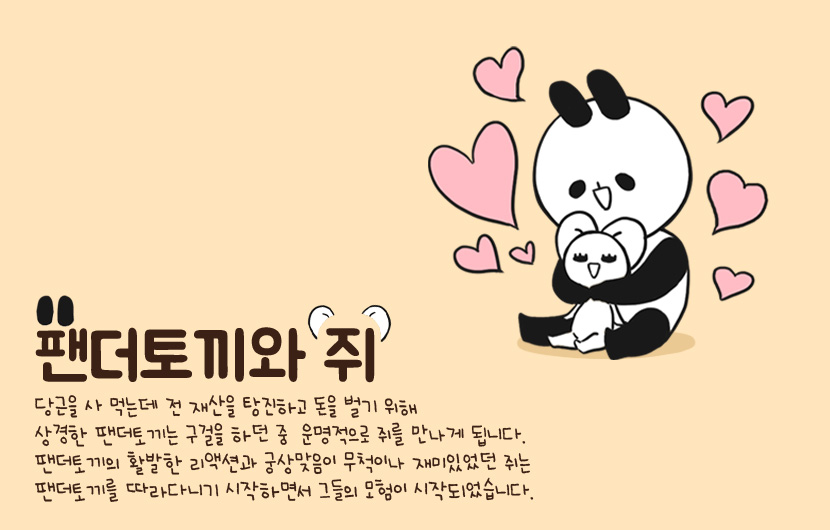 팬더토끼와 쥐
당근을 사 먹는데 전 재산을 탕진하고 돈을 벌기 위해
상경한 팬더토끼는 구걸을 하던 중 운명적으로 쥐를 만나게 됩니다.
팬더토끼의 활발한 리액션과 궁상맞음이 무척이나 재미있었던 쥐는
팬더토끼를 따라다니기 시작하면서 그들의 모험이 시작되었습니다.